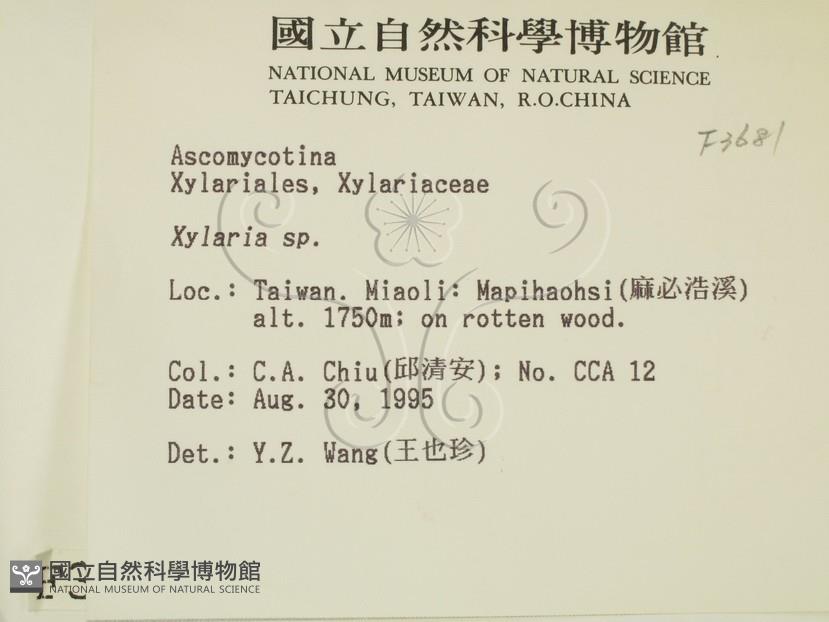 國立自然科學博物館
NATIONAL MUSEUM OF NATURAL SCIENCE
TAICHUNG, TAIWAN, R.O.CHINA
F3681
Ascomycotina
Xylariales, Xylariaceae
Xylaria sp.
Loc.: Taiwan. Miaoli: Mapihaohsi(麻必浩溪)
alt. 1750m; on rotten wood.
Col.: C.A. Chiu(邱清安); No. CCA 12
Date: Aug. 30, 1995
Det.: Y.Z. Wang(王也珍)
國立自然科學博物館
NATIONAL MUSEUM OF NATURAL SCIENCE